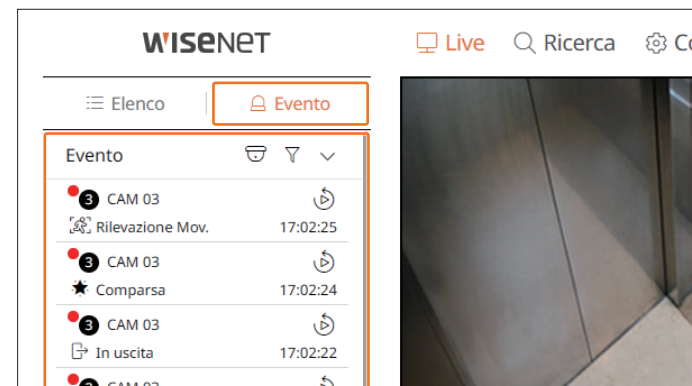 WISENET
Live
Ricerca
Elenco
Evento
Evento
3 CAM 03
Rilevazione Mov. 17:02:25
3 CAM 03
Comparsa 17:02:24
3 CAM 03
In uscita 17:02:22